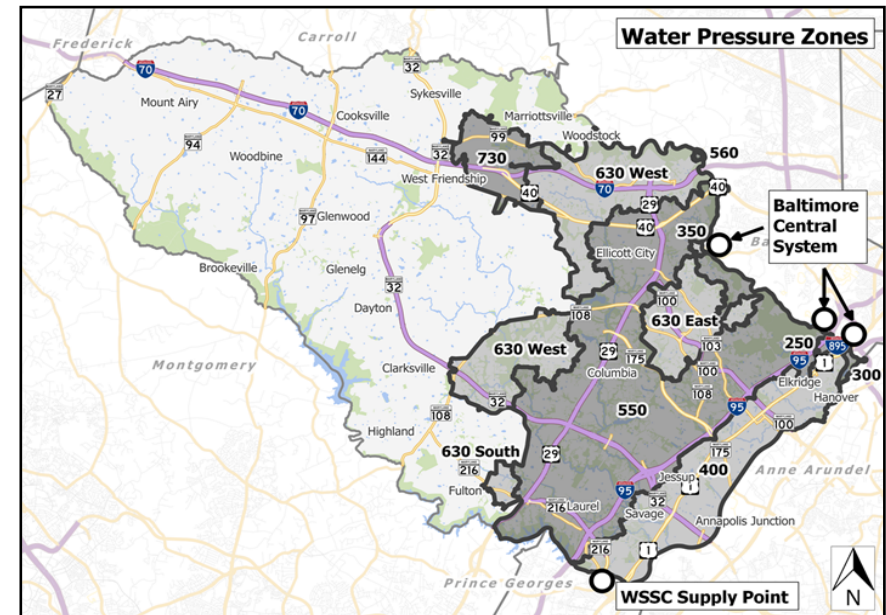 Water Pressure Zones
Frederick
Carroll
70
32
27
Mount Airy
Sykesville
70
Cooksville
Marriottsville
99
Woodstock
94
144
32
730
560
Woodbine
West Friendship
630 West
40
70
40
29
Baltimore
Central
System
97
Glenwood
40
350
Ba
Ellicott City
Brookeville
Glenelg
32
100
Dayton
108
630 East
250
895
630 West
29
175
103
95
1
300
Montgomery
Clarksville
Columbia
100
Elkridge
Hanover
32
108
550
95
108
100
Highland
630 South
29
175
Anne Arundel
216
400
Jessup
1
Fulton
95
32
216
Laurel
Savage
Annapolis Junction
216
1
Prince Georges
WSSC Supply Point
N